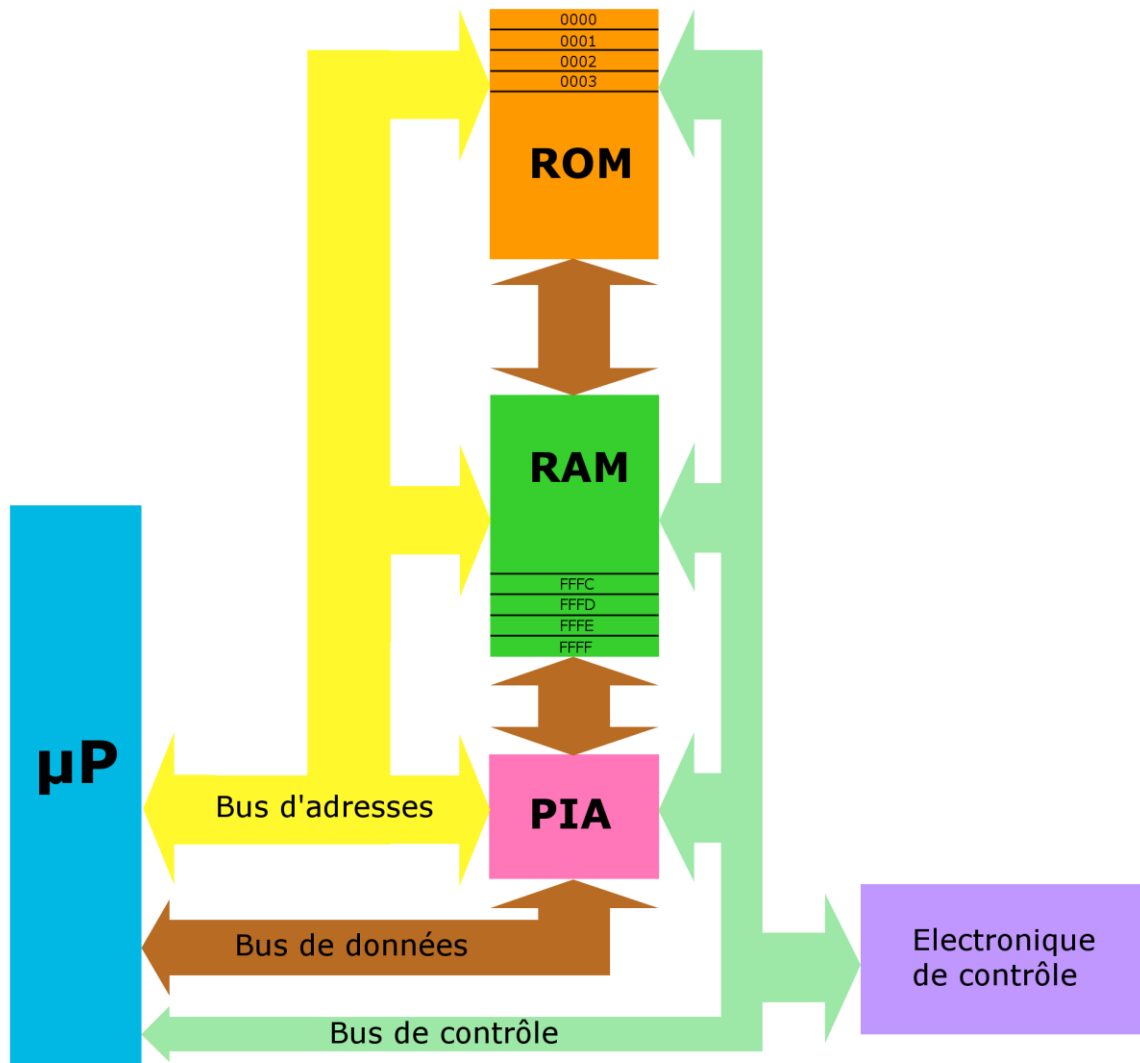 0000
0001
0002
0003
ROM
RAM
FFFC
FFFD
FFFE
FFFF
µP
Bus d'adresses
PIA
Bus de données
Electronique
de contrôle
Bus de contrôle